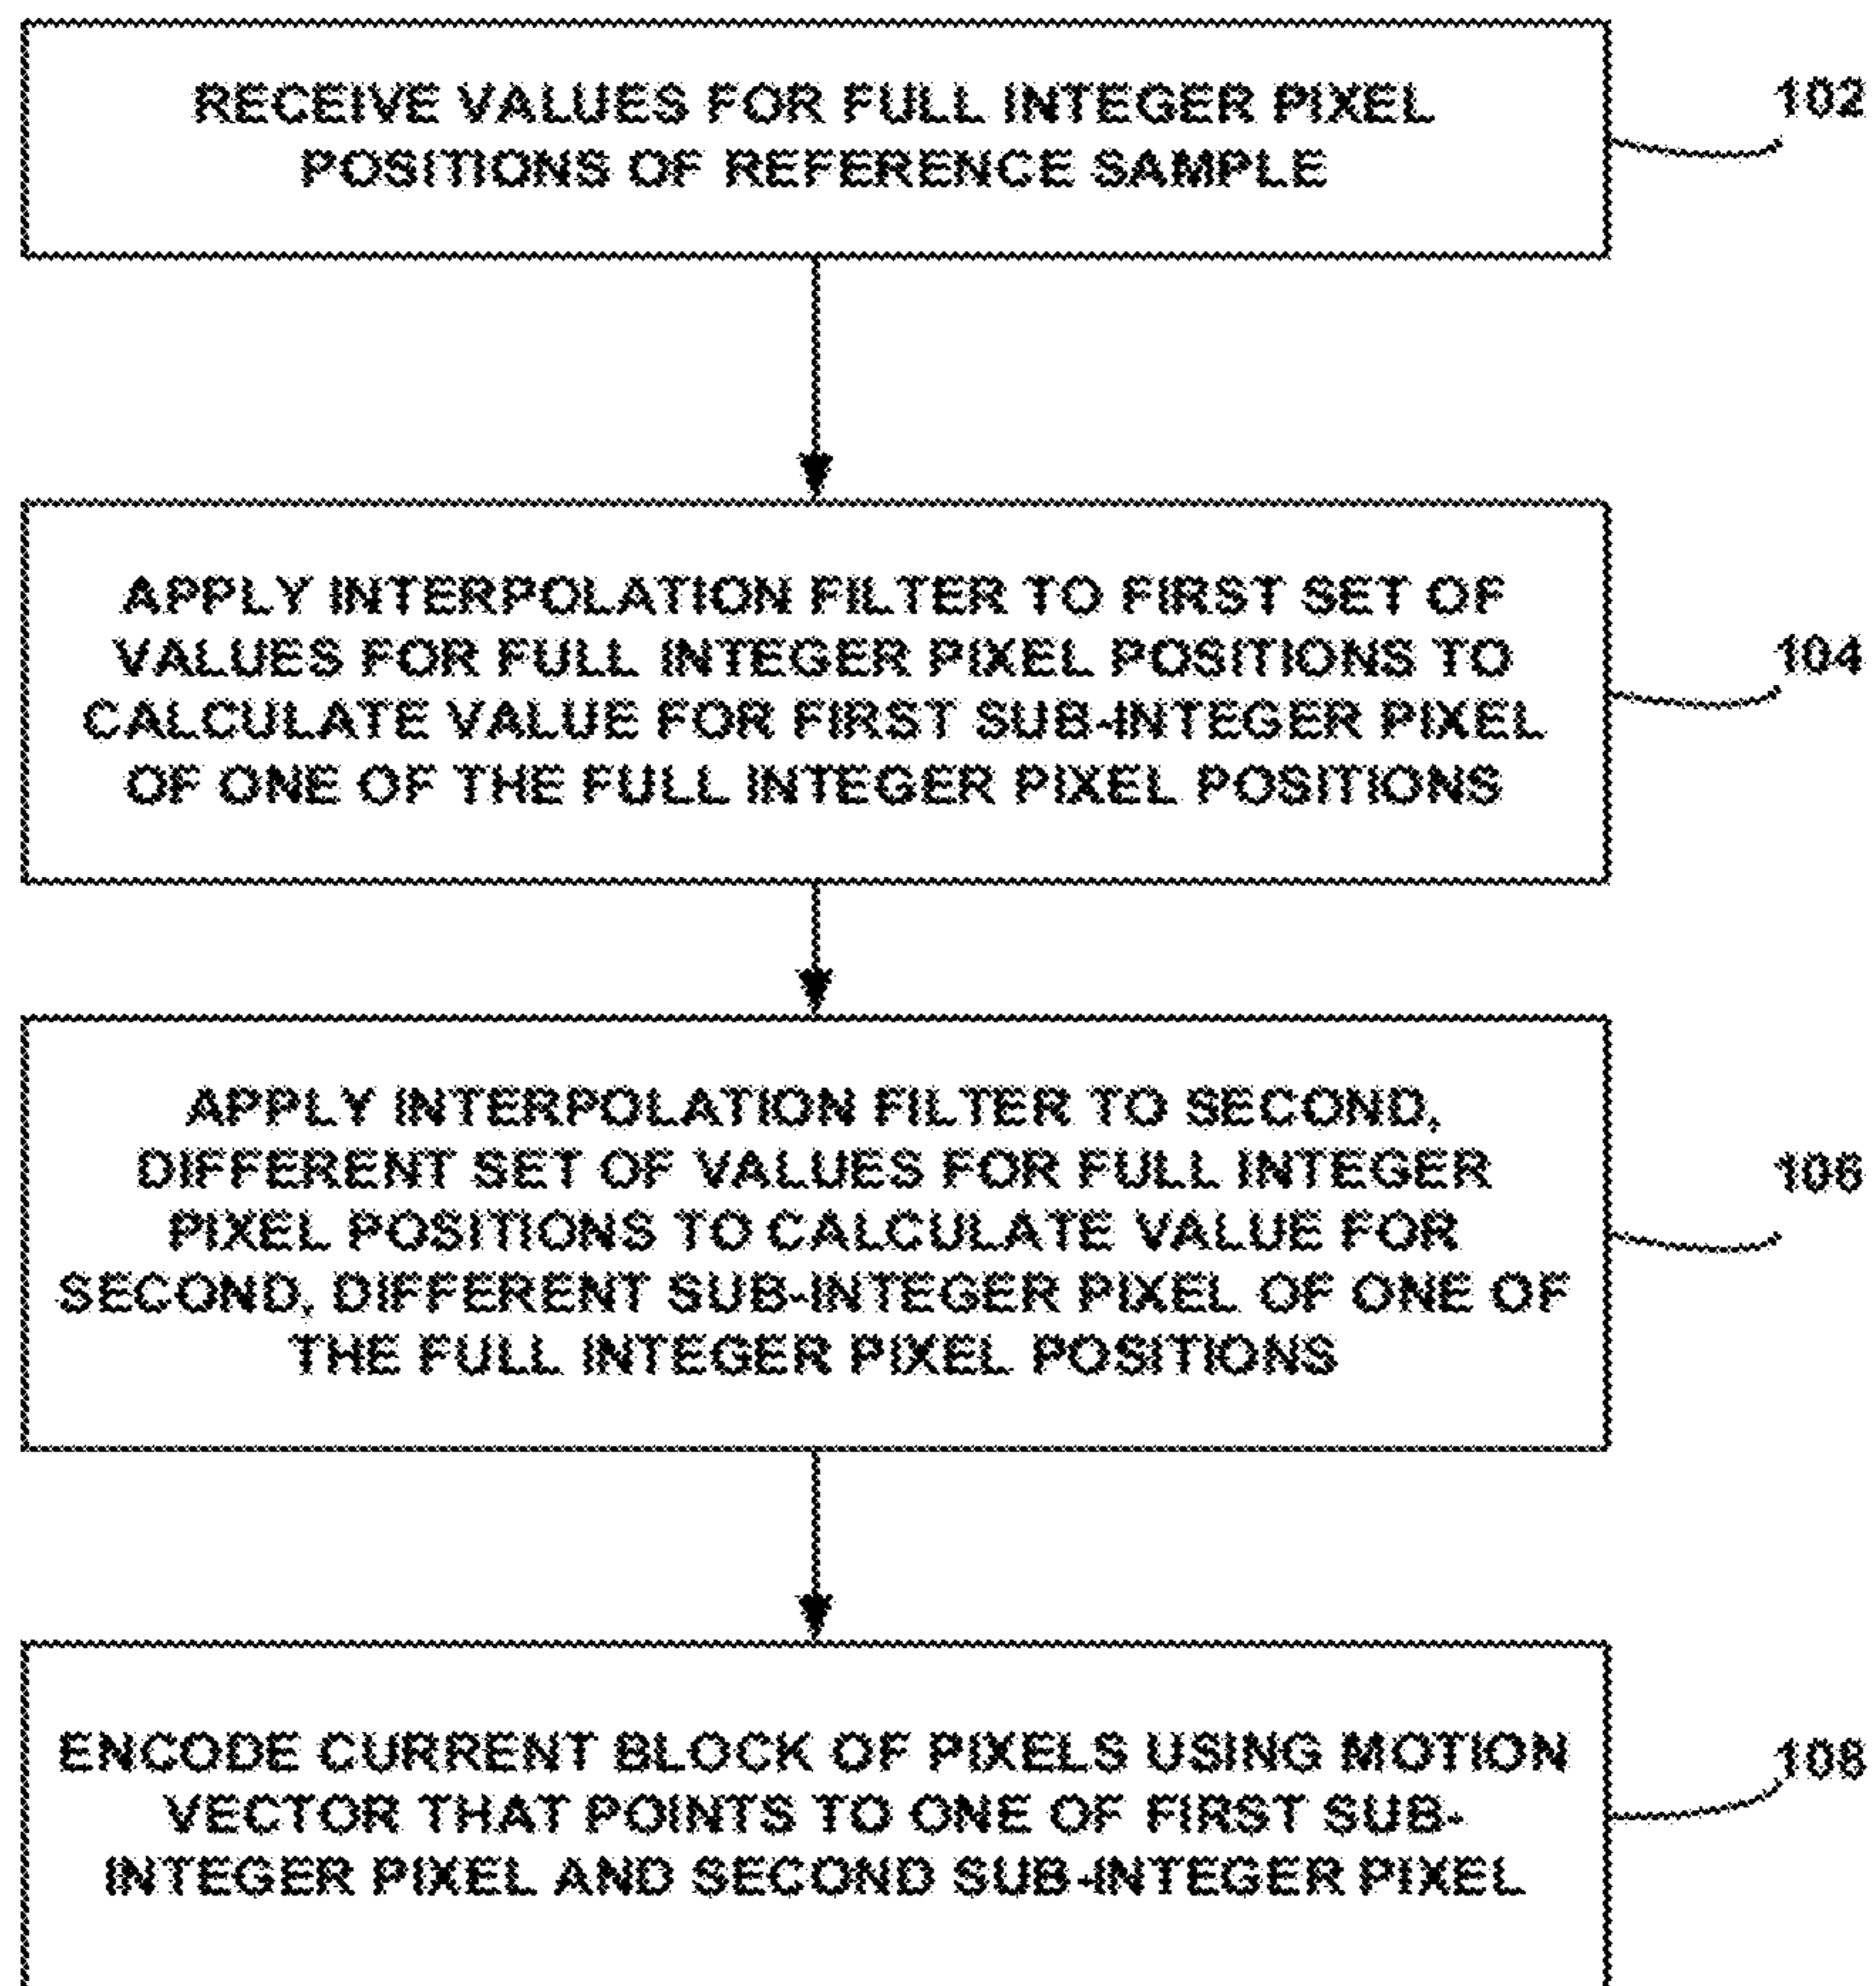 RECEIVE VALUES FOR FULL INTEGER PIXEL
POSITIONS OF REFERENCE SAMPLE
102
APPLY INTERPOLATION FILTER TO FIRST SET OF
VALUES FOR FULL INTEGER PIXEL POSITIONS TO
CALCULATE VALUE FOR FIRST SUB-INTEGER PIXEL
OF ONE OF THE FULL INTEGER PIXEL POSITIONS
104
APPLY INTERPOLATION FILTER TO SECOND,
DIFFERENT SET OF VALUES FOR FULL INTEGER
PIXEL POSITIONS TO CALCULATE VALUE FOR
SECOND, DIFFERENT SUB-INTEGER PIXEL OF ONE OF
THE FULL INTEGER PIXEL POSITIONS
106
ENCODE CURRENT BLOCK OF PIXELS USING MOTION
VECTOR THAT POINTS TO ONE OF FIRST SUB-
INTEGER PIXEL AND SECOND SUB-INTEGER PIXEL
108